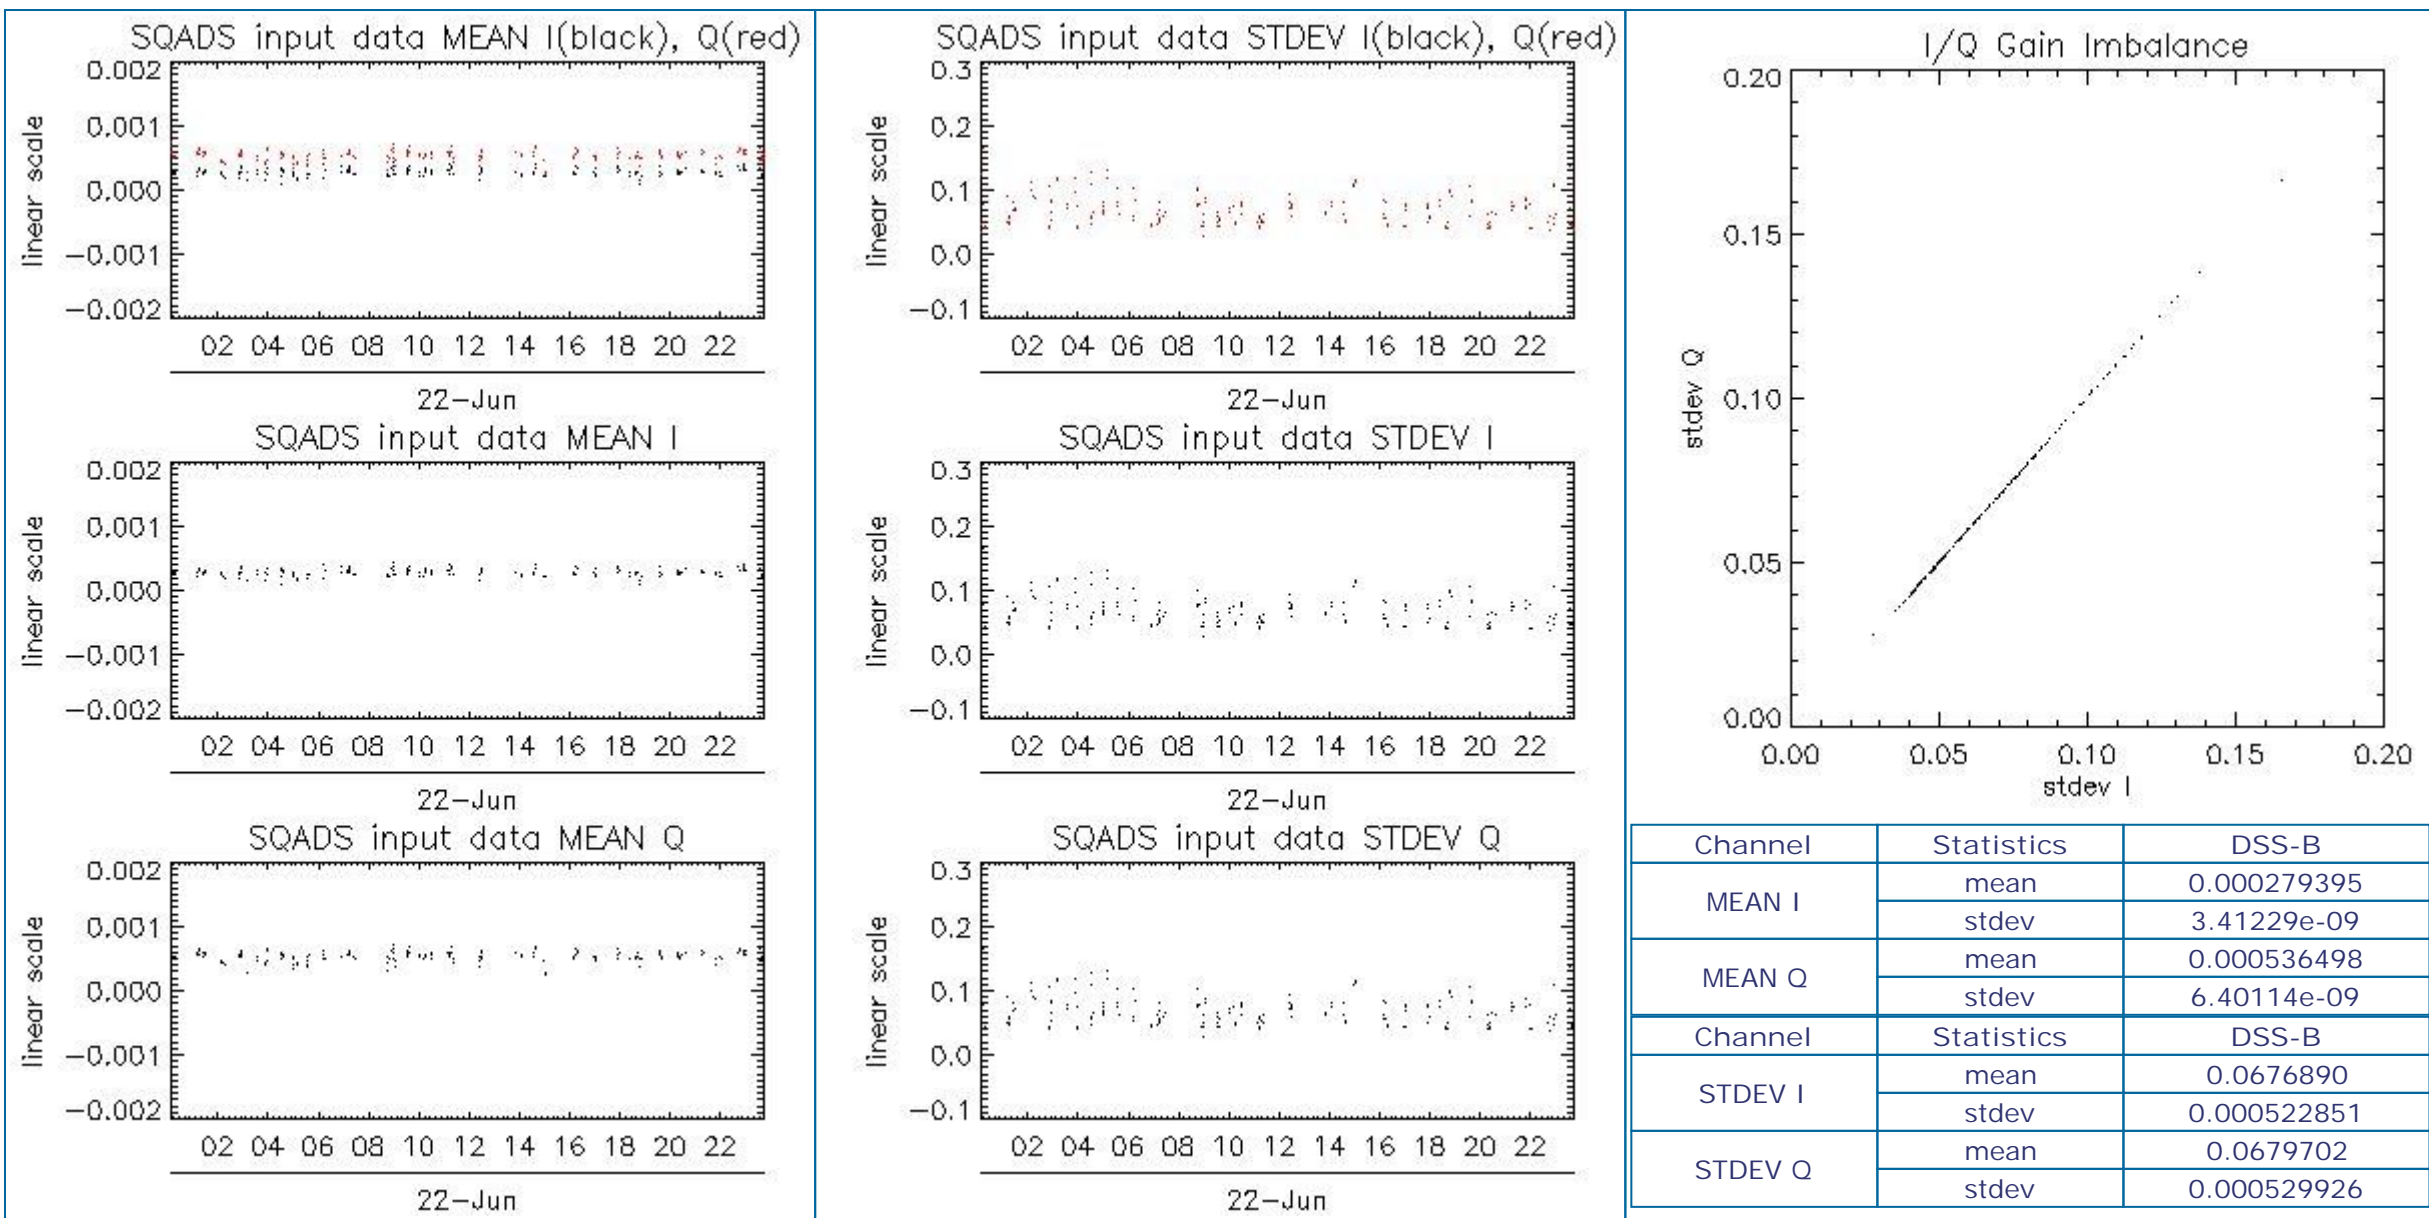 SQADS input data MEAN I(black), Q(red)
0.002
0.001
0.000
−0.001
−0.002
linear scale
02 04 06 08 10 12 14 16 18 20 22
22−Jun
SQADS input data MEAN I
0.002
0.001
0.000
−0.001
−0.002
linear scale
02 04 06 08 10 12 14 16 18 20 22
22−Jun
SQADS input data MEAN Q
0.002
0.001
0.000
−0.001
−0.002
linear scale
02 04 06 08 10 12 14 16 18 20 22
22−Jun
SQADS input data STDEV I(black), Q(red)
0.3
0.2
0.1
0.0
−0.1
linear scale
02 04 06 08 10 12 14 16 18 20 22
22−Jun
SQADS input data STDEV I
0.3
0.2
0.1
0.0
−0.1
linear scale
02 04 06 08 10 12 14 16 18 20 22
22−Jun
SQADS input data STDEV Q
0.3
0.2
0.1
0.0
−0.1
linear scale
02 04 06 08 10 12 14 16 18 20 22
22−Jun
I/Q Gain Imbalance
0.20
0.15
0.10
0.05
0.00
stdev Q
0.00 0.05 0.10 0.15 0.20
stdev I
Channel Statistics DSS-B
MEAN I mean 0.000279395
stdev 3.41229e-09
MEAN Q mean 0.000536498
stdev 6.40114e-09
Channel Statistics DSS-B
STDEV I mean 0.0676890
stdev 0.000522851
STDEV Q mean 0.0679702
stdev 0.000529926